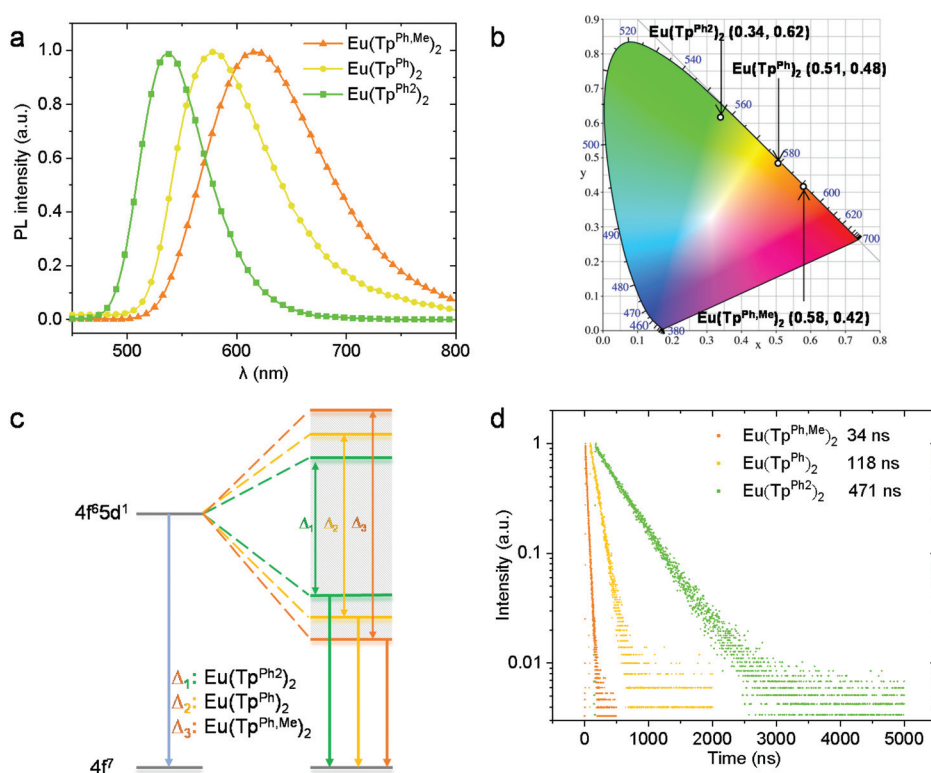 a
Eu(Tp^Ph,Me)₂
Eu(Tp^Ph)₂
Eu(Tp^Ph2)₂
PL intensity (a.u.)
1.0
0.8
0.6
0.4
0.2
0.0
500 600 700 800
λ (nm)
b
Eu(Tp^Ph2)₂ (0.34, 0.62)
Eu(Tp^Ph)₂ (0.51, 0.48)
Eu(Tp^Ph,Me)₂ (0.58, 0.42)
0.9
0.8
0.7
0.6
0.5
y
0.4
0.3
0.2
0.1
0.0
0.0 0.1 0.2 0.3 0.4 0.5 0.6 0.7 0.8
x
520
540
560
580
600
620
700
500
490
480
470
460
380
c
4f⁶5d¹
Δ₁ Δ₂ Δ₃
Δ₁: Eu(Tp^Ph2)₂
Δ₂: Eu(Tp^Ph)₂
Δ₃: Eu(Tp^Ph,Me)₂
4f⁷
d
Eu(Tp^Ph,Me)₂ 34 ns
Eu(Tp^Ph)₂ 118 ns
Eu(Tp^Ph2)₂ 471 ns
Intensity (a.u.)
1
0.1
0.01
0 1000 2000 3000 4000 5000
Time (ns)